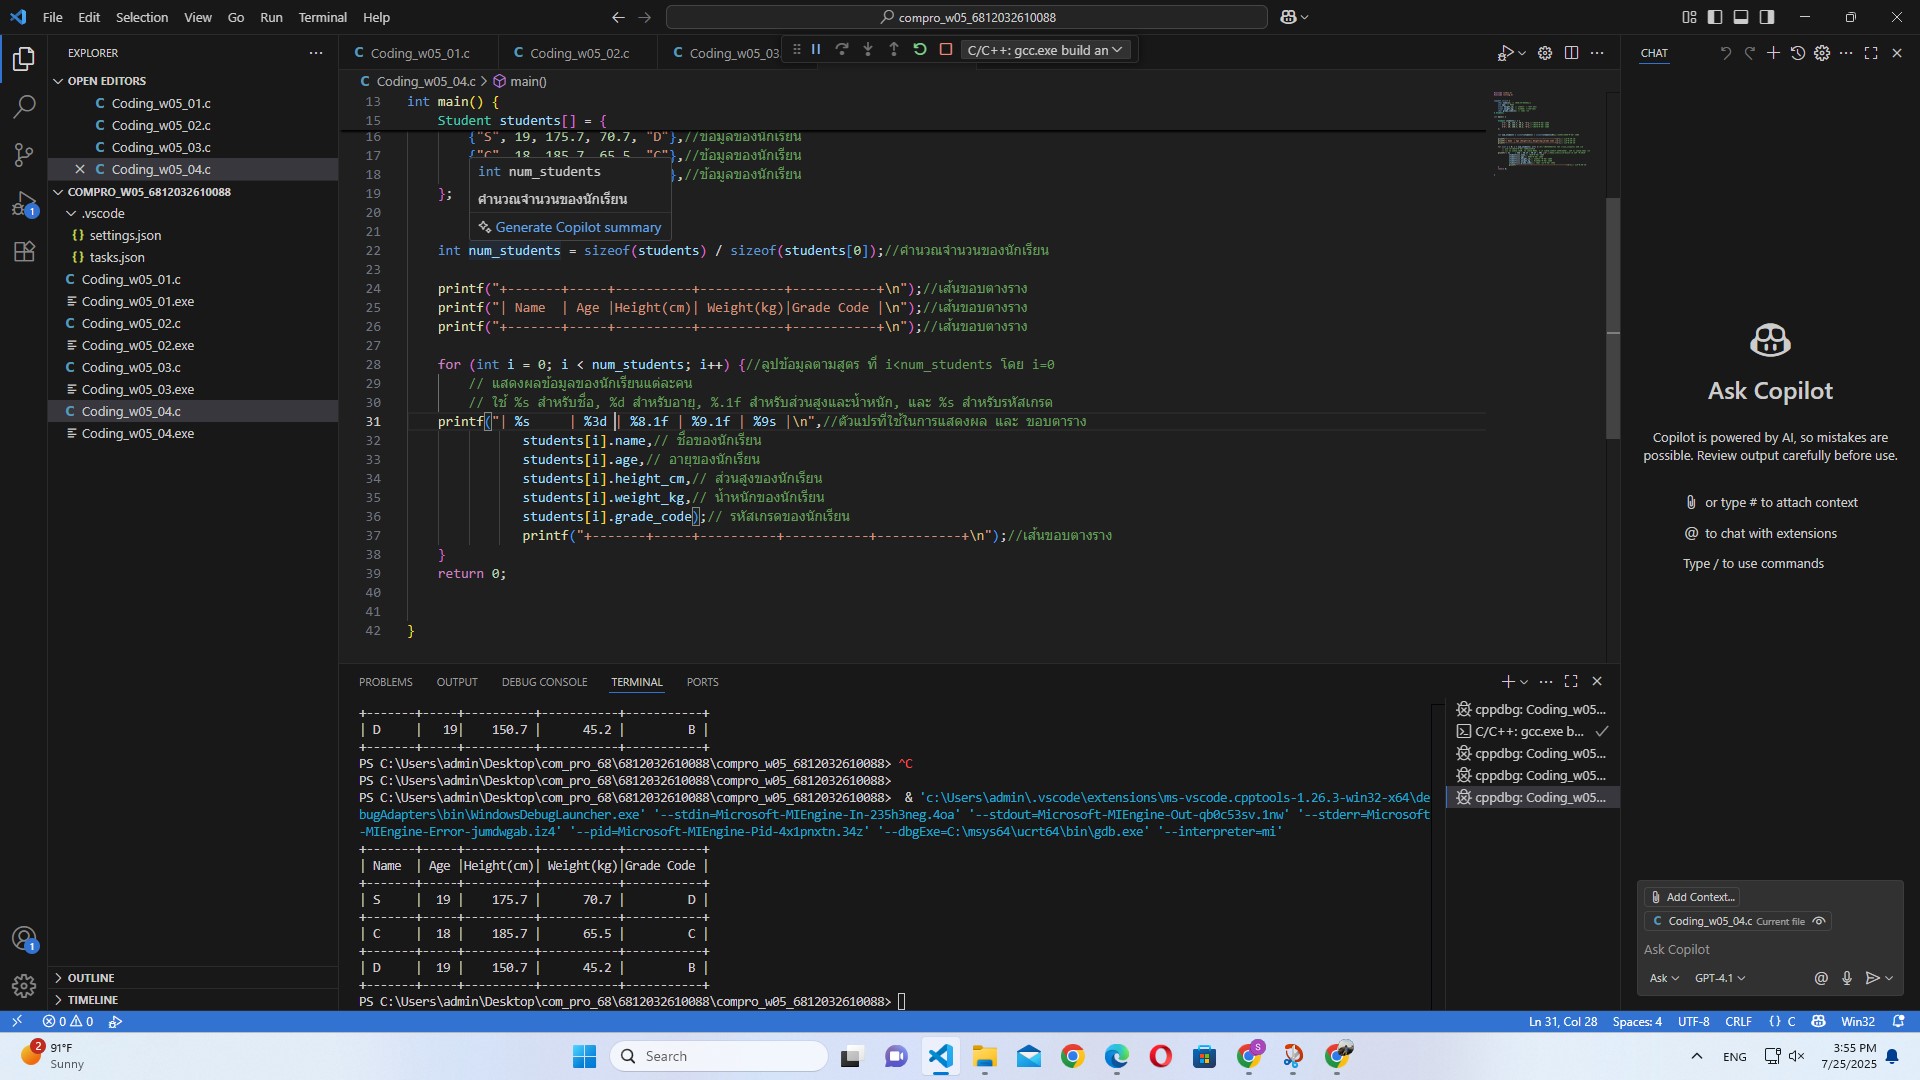 File Edit Selection View Go Run Terminal Help
compro_w05_6812032610088
EXPLORER
OPEN EDITORS
Coding_w05_01.c
Coding_w05_02.c
Coding_w05_03.c
Coding_w05_04.c
COMPRO_W05_6812032610088
.vscode
settings.json
tasks.json
Coding_w05_01.c
Coding_w05_01.exe
Coding_w05_02.c
Coding_w05_02.exe
Coding_w05_03.c
Coding_w05_03.exe
Coding_w05_04.c
Coding_w05_04.exe
OUTLINE
TIMELINE
Coding_w05_01.c Coding_w05_02.c Coding_w05_03
C/C++: gcc.exe build an
Coding_w05_04.c > main()
13 int main() {
15 Student students[] = {
16 {"S", 19, 175.7, 70.7, "D"},//ข้อมูลของนักเรียน
17 {"C", 18, 185.7, 65.5, "C"},//ข้อมูลของนักเรียน
18 },//ข้อมูลของนักเรียน
int num_students
คำนวณจำนวนของนักเรียน
Generate Copilot summary
19 };
20
21
22 int num_students = sizeof(students) / sizeof(students[0]);//คำนวณจำนวนของนักเรียน
23
24 printf("+-------+-----+----------+-----------+-----------+\n");//เส้นขอบตางราง
25 printf("| Name  | Age |Height(cm)| Weight(kg)|Grade Code |\n");//เส้นขอบตางราง
26 printf("+-------+-----+----------+-----------+-----------+\n");//เส้นขอบตางราง
27
28 for (int i = 0; i < num_students; i++) {//ลูปข้อมูลตามสูตร ที่ i<num_students โดย i=0
29 // แสดงผลข้อมูลของนักเรียนแต่ละคน
30 // ใช้ %s สำหรับชื่อ, %d สำหรับอายุ, %.1f สำหรับส่วนสูงและน้ำหนัก, และ %s สำหรับรหัสเกรด
31 printf("| %s     | %3d | %8.1f | %9.1f | %9s |\n",//ตัวแปรที่ใช้ในการแสดงผล และ ขอบตาราง
32 students[i].name,// ชื่อของนักเรียน
33 students[i].age,// อายุของนักเรียน
34 students[i].height_cm,// ส่วนสูงของนักเรียน
35 students[i].weight_kg,// น้ำหนักของนักเรียน
36 students[i].grade_code);// รหัสเกรดของนักเรียน
37 printf("+-------+-----+----------+-----------+-----------+\n");//เส้นขอบตางราง
38 }
39 return 0;
40
41
42 }
PROBLEMS OUTPUT DEBUG CONSOLE TERMINAL PORTS
+-------+-----+----------+-----------+-----------+
| D     |   19|    150.7 |      45.2 |         B |
+-------+-----+----------+-----------+-----------+
PS C:\Users\admin\Desktop\com_pro_68\6812032610088\compro_w05_6812032610088> ^C
PS C:\Users\admin\Desktop\com_pro_68\6812032610088\compro_w05_6812032610088>
PS C:\Users\admin\Desktop\com_pro_68\6812032610088\compro_w05_6812032610088>  & 'c:\Users\admin\.vscode\extensions\ms-vscode.cpptools-1.26.3-win32-x64\de
bugAdapters\bin\WindowsDebugLauncher.exe' '--stdin=Microsoft-MIEngine-In-235h3neg.4oa' '--stdout=Microsoft-MIEngine-Out-qb0c53sv.1nw' '--stderr=Microsoft
-MIEngine-Error-jumdwgab.iz4' '--pid=Microsoft-MIEngine-Pid-4x1pnxtn.34z' '--dbgExe=C:\msys64\ucrt64\bin\gdb.exe' '--interpreter=mi'
+-------+-----+----------+-----------+-----------+
| Name  | Age |Height(cm)| Weight(kg)|Grade Code |
+-------+-----+----------+-----------+-----------+
| S     |  19 |    175.7 |      70.7 |         D |
+-------+-----+----------+-----------+-----------+
| C     |  18 |    185.7 |      65.5 |         C |
+-------+-----+----------+-----------+-----------+
| D     |  19 |    150.7 |      45.2 |         B |
+-------+-----+----------+-----------+-----------+
PS C:\Users\admin\Desktop\com_pro_68\6812032610088\compro_w05_6812032610088>
cppdbg: Coding_w05...
C/C++: gcc.exe b...
cppdbg: Coding_w05...
cppdbg: Coding_w05...
cppdbg: Coding_w05...
CHAT
Ask Copilot
Copilot is powered by AI, so mistakes are
possible. Review output carefully before use.
or type # to attach context
@ to chat with extensions
Type / to use commands
Add Context...
Coding_w05_04.c Current file
Ask Copilot
Ask GPT-4.1
0 0
Ln 31, Col 28 Spaces: 4 UTF-8 CRLF {} C Win32
91°F
Sunny
Search
ENG
3:55 PM
7/25/2025